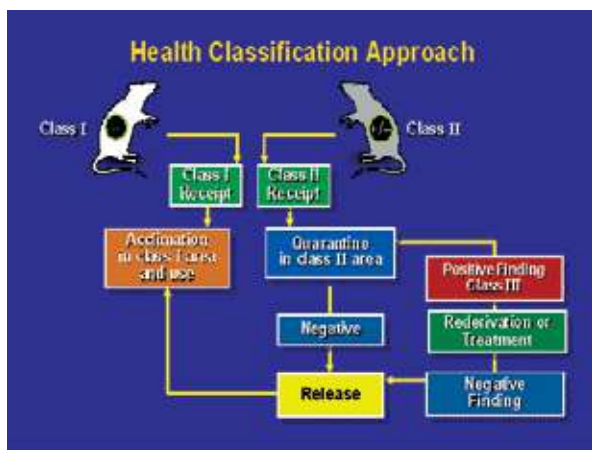 Health Classification Approach
Class I
Class II
Class I
Receipt
Class II
Receipt
Acclimation
in class I area
and use
Quarantine
in class II area
Positive Finding
Class III
Negative
Rederivation or
Treatment
Release
Negative
Finding